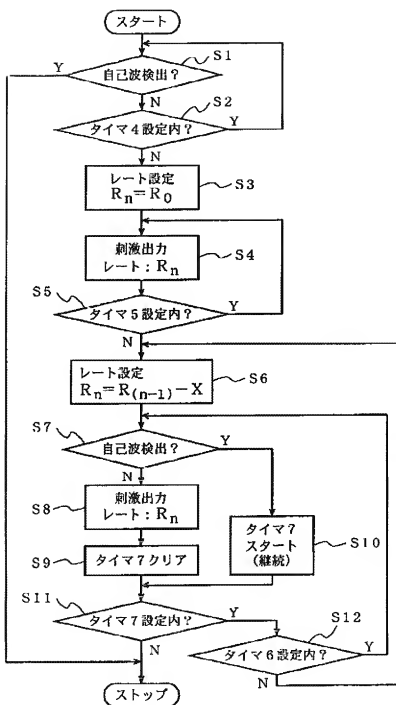 スタート
S1
Y
自己波検出？
N
S2
タイマ4設定内？
Y
N
レート設定
Rn＝R0
S3
刺激出力
レート：Rn
S4
S5
タイマ5設定内？
Y
N
レート設定
Rn＝R(n-1)－X
S6
S7
自己波検出？
Y
N
S8
刺激出力
レート：Rn
タイマ7
スタート
(継続)
S10
S9
タイマ7クリア
S11
タイマ7設定内？
Y
S12
N
タイマ6設定内？
Y
N
ストップ